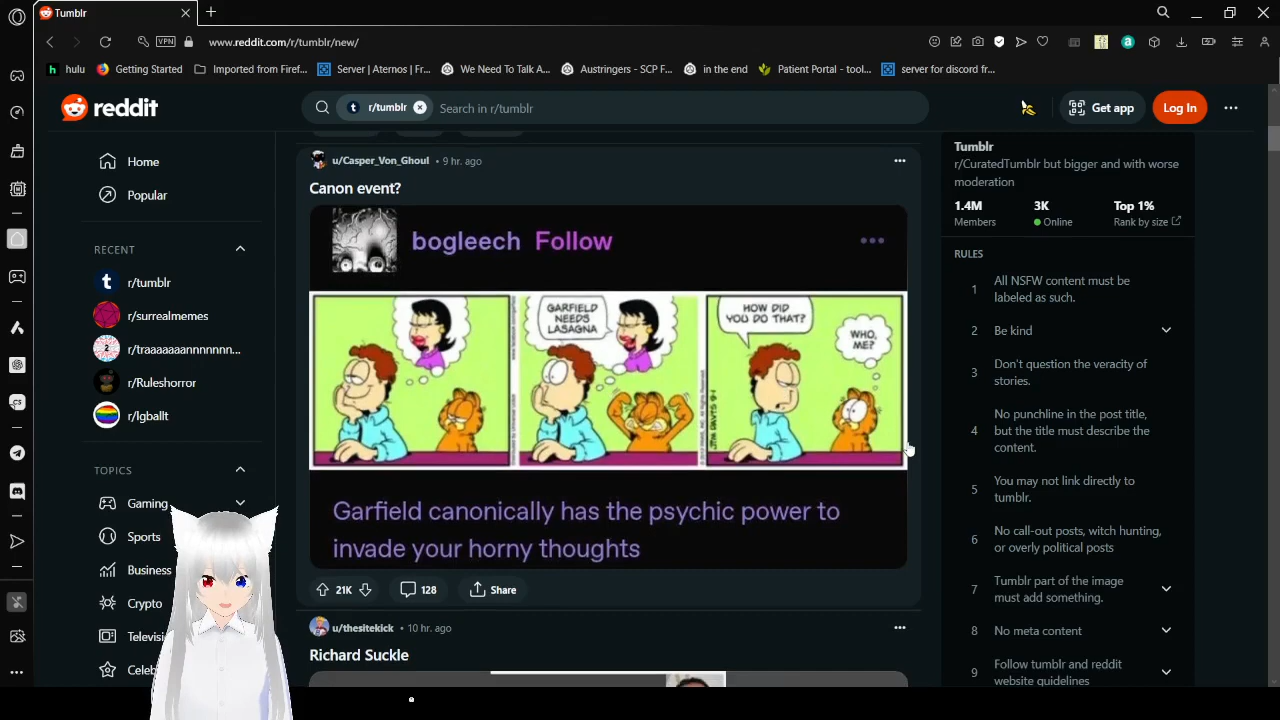 Tumblr
VPN
www.reddit.com/r/tumblr/new/
hulu
Getting Started
Imported from Firef...
Server | Aternos | Fr...
We Need To Talk A...
Austringers - SCP F...
in the end
Patient Portal - tool...
server for discord fr...
reddit
r/tumblr
Search in r/tumblr
Get app
Log In
Home
Popular
RECENT
r/tumblr
r/surrealmemes
r/traaaaaaannnnnnn...
r/Ruleshorror
r/lgballt
TOPICS
Gaming
Sports
Business
Crypto
Televisi
Celeb
u/Casper_Von_Ghoul • 9 hr. ago
Canon event?
bogleech Follow
GARFIELD
NEEDS
LASAGNA
HOW DID
YOU DO THAT?
WHO,
ME?
JIM DAVIS 9-1
Garfield canonically has the psychic power to
invade your horny thoughts
21K
128
Share
u/thesitekick • 10 hr. ago
Richard Suckle
Tumblr
r/CuratedTumblr but bigger and with worse
moderation
1.4M
Members
3K
Online
Top 1%
Rank by size
RULES
1
All NSFW content must be
labeled as such.
2
Be kind
3
Don't question the veracity of
stories.
4
No punchline in the post title,
but the title must describe the
content.
5
You may not link directly to
tumblr.
6
No call-out posts, witch hunting,
or overly political posts
7
Tumblr part of the image
must add something.
8
No meta content
9
Follow tumblr and reddit
website guidelines